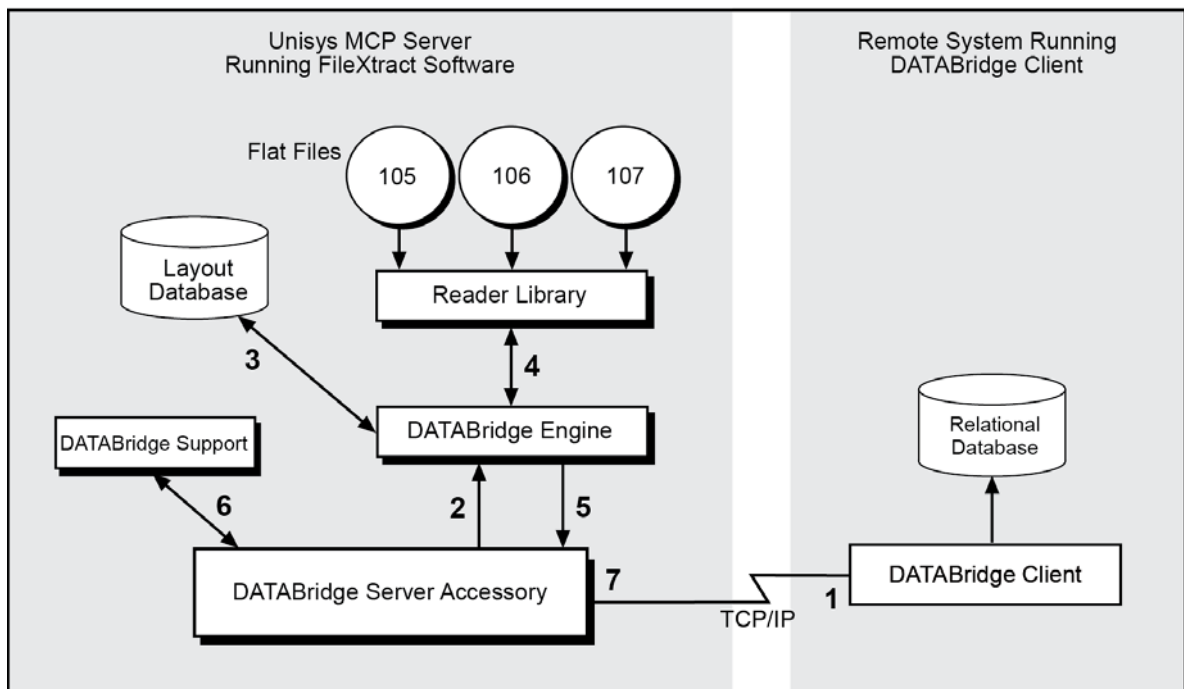 Unisys MCP Server
Running FileXtract Software
Remote System Running
DATABridge Client
Flat Files
105
106
107
Layout
Database
Reader Library
3
4
DATABridge Engine
Relational
Database
DATABridge Support
6
2
5
DATABridge Server Accessory
7
TCP/IP
1
DATABridge Client